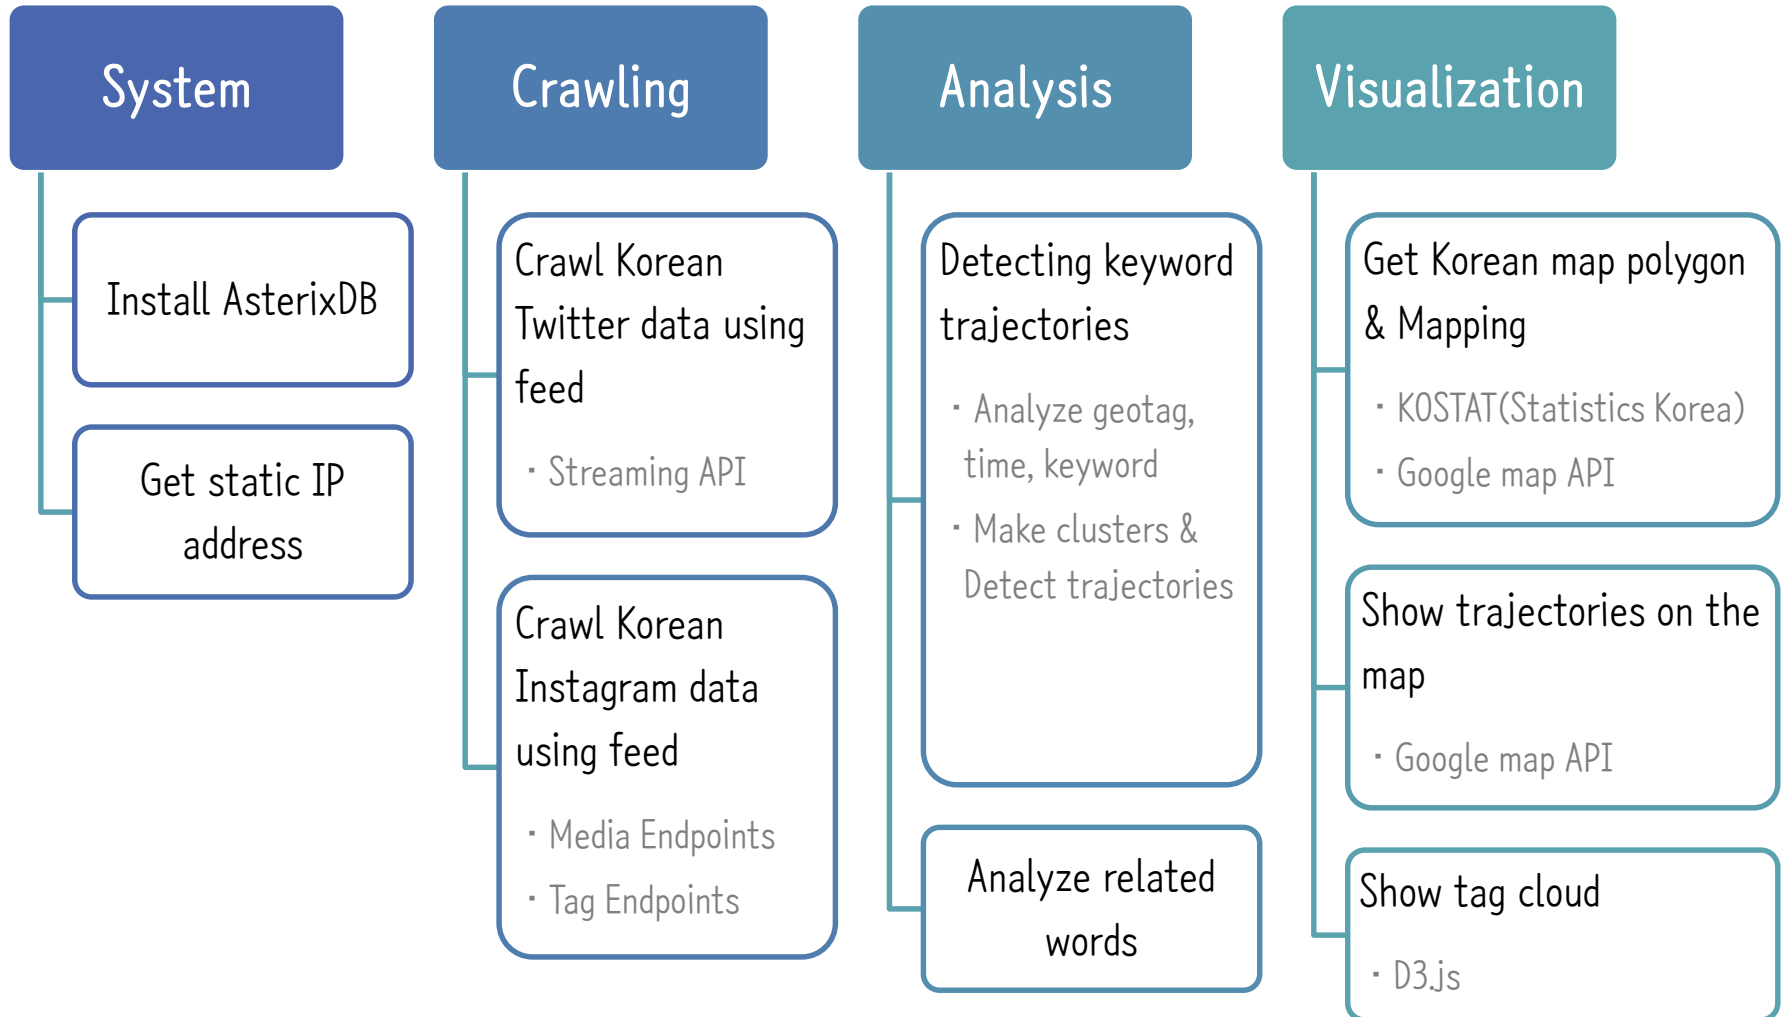 System
Install AsterixDB
Get static IP
address
Crawling
Crawl Korean
Twitter data using
feed
· Streaming API
Crawl Korean
Instagram data
using feed
· Media Endpoints
· Tag Endpoints
Analysis
Detecting keyword
trajectories
· Analyze geotag,
time, keyword
· Make clusters &
Detect trajectories
Analyze related
words
Visualization
Get Korean map polygon
& Mapping
· KOSTAT(Statistics Korea)
· Google map API
Show trajectories on the
map
· Google map API
Show tag cloud
· D3.js